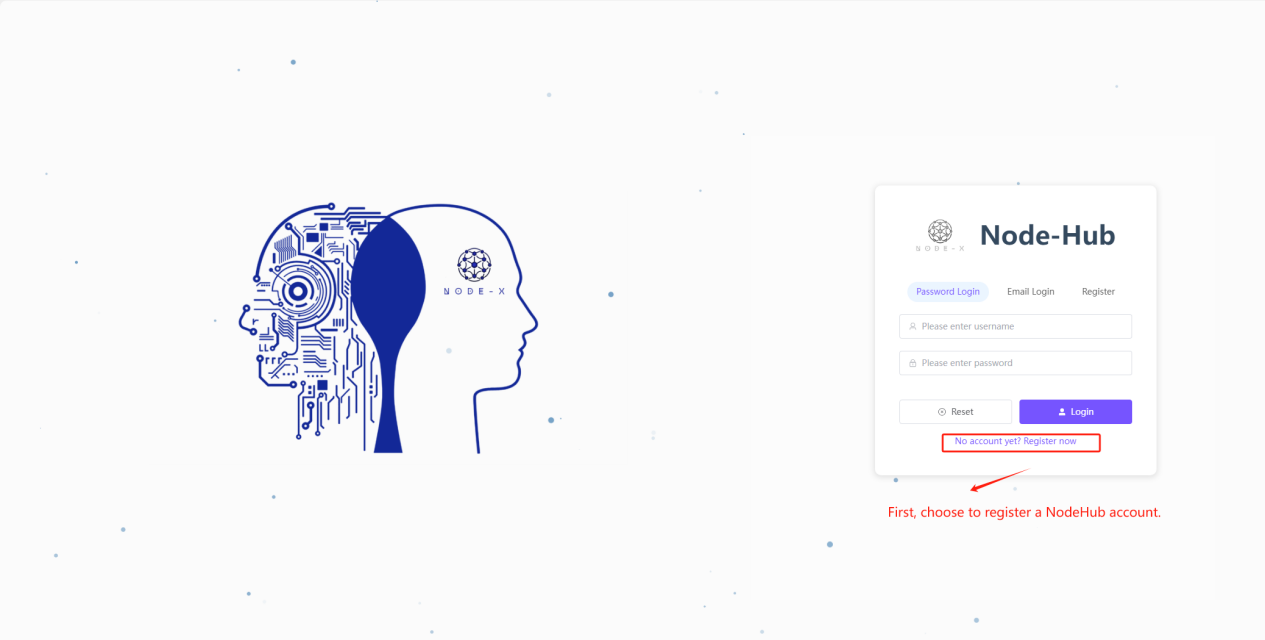 NODE-X
NODE-X
Node-Hub
Password Login
Email Login
Register
Please enter username
Please enter password
Reset
Login
No account yet? Register now
First, choose to register a NodeHub account.